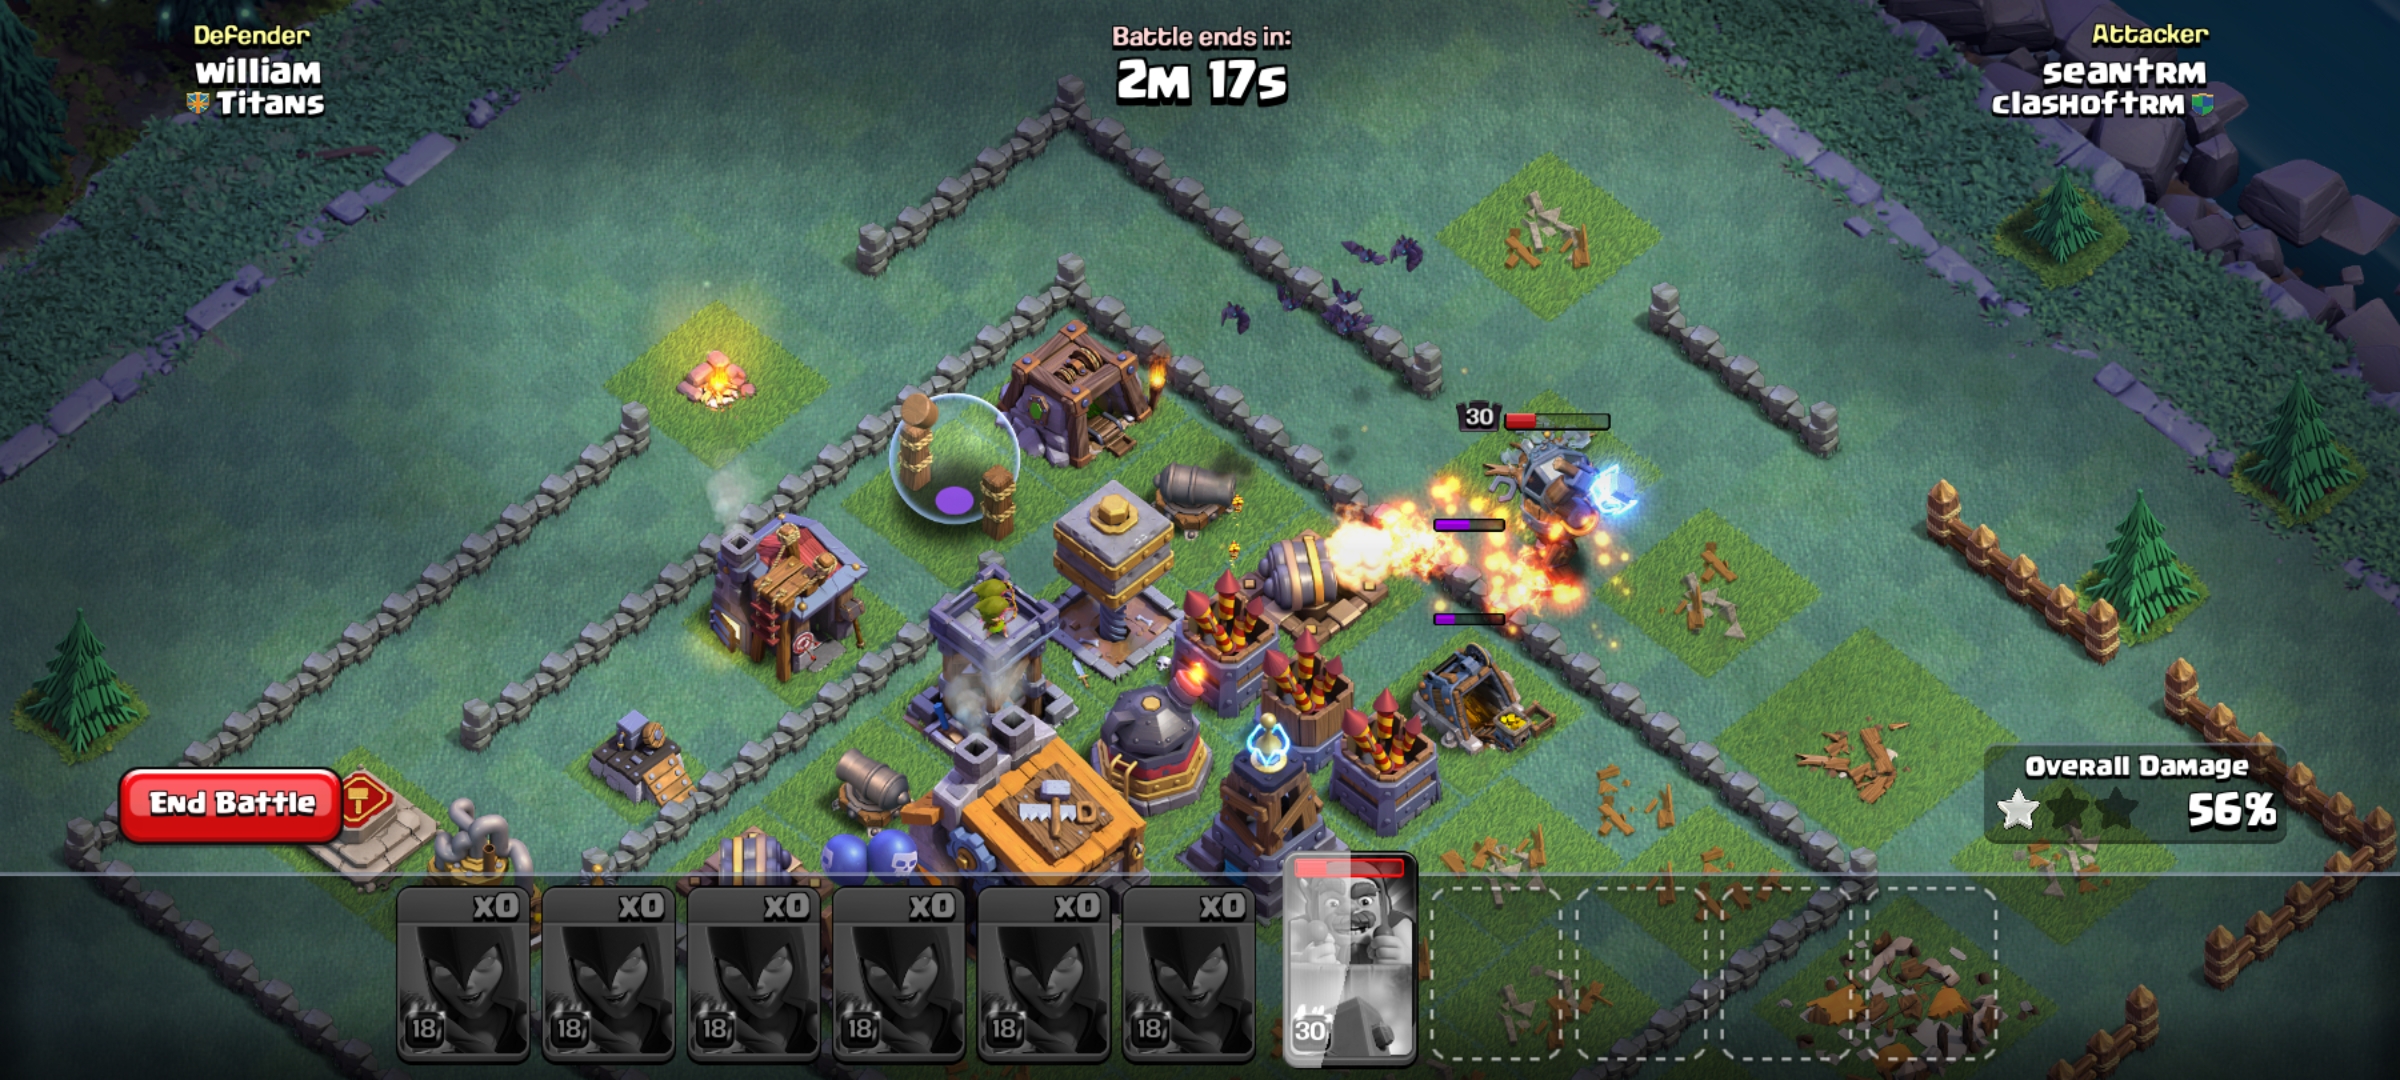 Defender
william
Titans
Battle ends in:
2M 17s
Attacker
seantrm
clashoftrm
30
End Battle
Overall Damage
56%
x0
x0
x0
x0
x0
x0
18
18
18
18
18
18
30